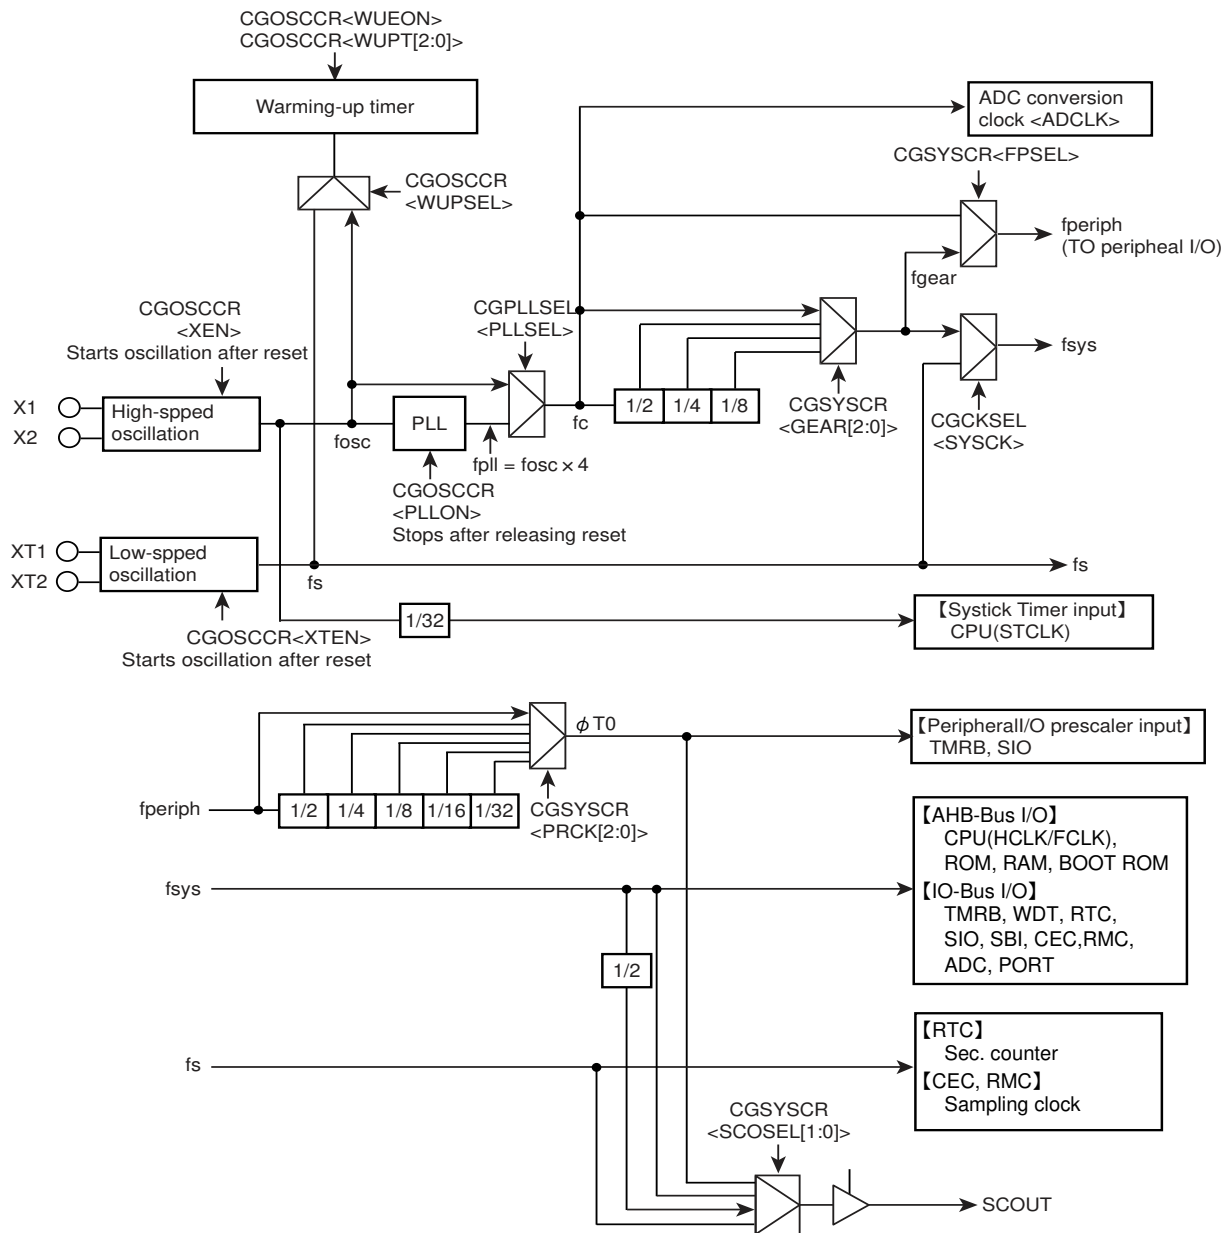 CGOSCCR<WUEON>
CGOSCCR<WUPT[2:0]>
Warming-up timer
ADC conversion
clock <ADCLK>
CGSYSCR<FPSEL>
CGOSCCR
<WUPSEL>
fperiph
(TO peripheal I/O)
fgear
CGOSCCR
<XEN>
Starts oscillation after reset
CGPLLSEL
<PLLSEL>
fsys
X1
X2
High-spped
oscillation
fosc
PLL
fpll = fosc × 4
fc
1/2
1/4
1/8
CGSYSCR
<GEAR[2:0]>
CGCKSEL
<SYSCK>
CGOSCCR
<PLLON>
Stops after releasing reset
XT1
XT2
Low-spped
oscillation
fs
fs
1/32
【Systick Timer input】
CPU(STCLK)
CGOSCCR<XTEN>
Starts oscillation after reset
ϕT0
【PeripheralI/O prescaler input】
TMRB, SIO
fperiph
1/2
1/4
1/8
1/16
1/32
CGSYSCR
<PRCK[2:0]>
【AHB-Bus I/O】
CPU(HCLK/FCLK),
ROM, RAM, BOOT ROM
【IO-Bus I/O】
TMRB, WDT, RTC,
SIO, SBI, CEC,RMC,
ADC, PORT
fsys
1/2
fs
【RTC】
Sec. counter
【CEC, RMC】
Sampling clock
CGSYSCR
<SCOSEL[1:0]>
SCOUT